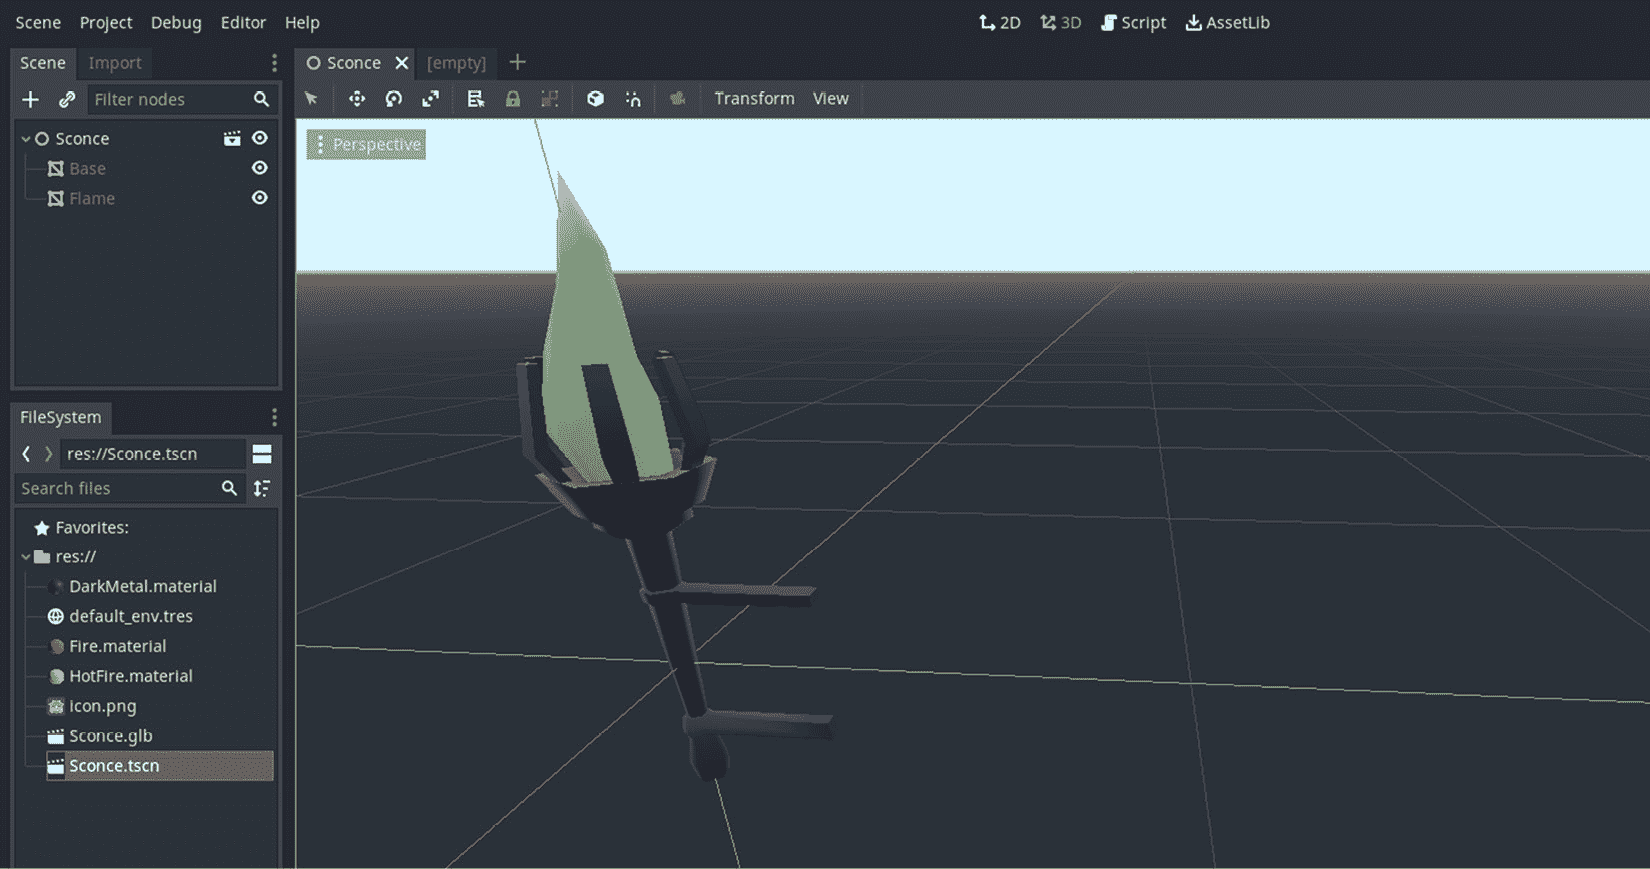 Scene Project Debug Editor Help
2D 3D Script AssetLib
Scene Import
Sconce [empty]
Filter nodes
Transform View
Sconce
Base
Flame
Perspective
FileSystem
res://Sconce.tscn
Search files
Favorites:
res://
DarkMetal.material
default_env.tres
Fire.material
HotFire.material
icon.png
Sconce.glb
Sconce.tscn